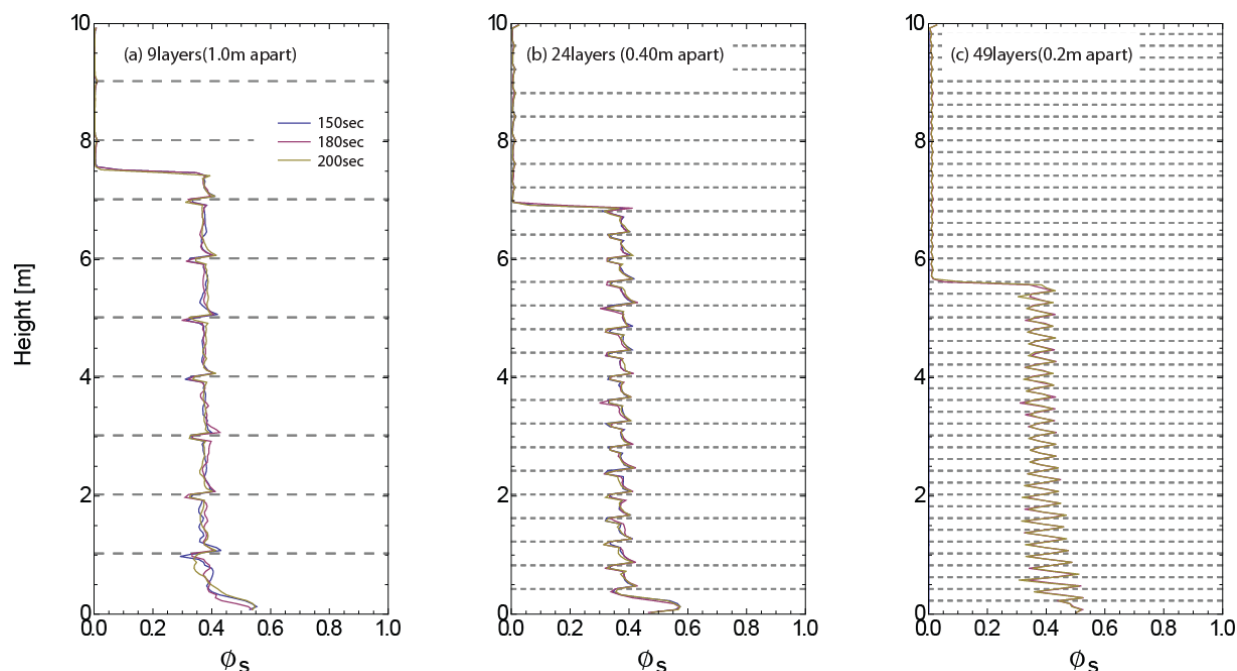 Height [m]
10
8
6
4
2
0
(a) 9layers(1.0m apart)
150sec
180sec
200sec
0.0 0.2 0.4 0.6 0.8 1.0
ϕs
10
8
6
4
2
0
(b) 24layers (0.40m apart)
0.0 0.2 0.4 0.6 0.8 1.0
ϕs
10
8
6
4
2
0
(c) 49layers(0.2m apart)
0.0 0.2 0.4 0.6 0.8 1.0
ϕs